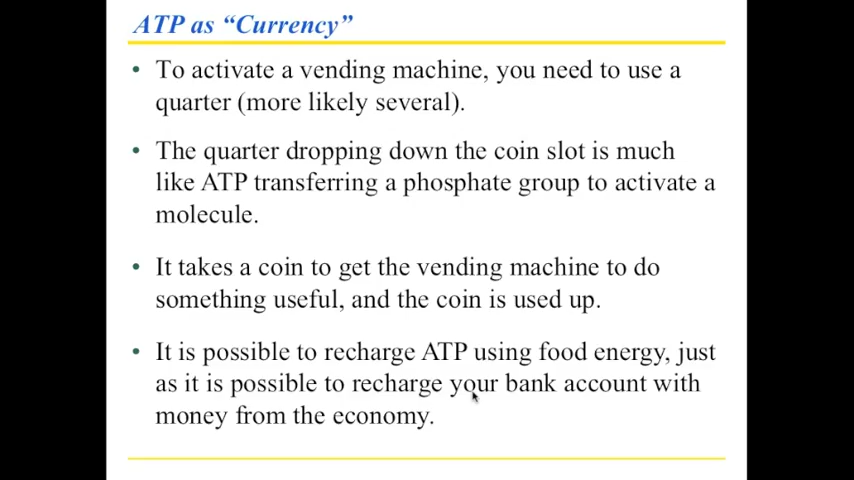 ATP as “Currency”
• To activate a vending machine, you need to use a
quarter (more likely several).
• The quarter dropping down the coin slot is much
like ATP transferring a phosphate group to activate a
molecule.
• It takes a coin to get the vending machine to do
something useful, and the coin is used up.
• It is possible to recharge ATP using food energy, just
as it is possible to recharge your bank account with
money from the economy.